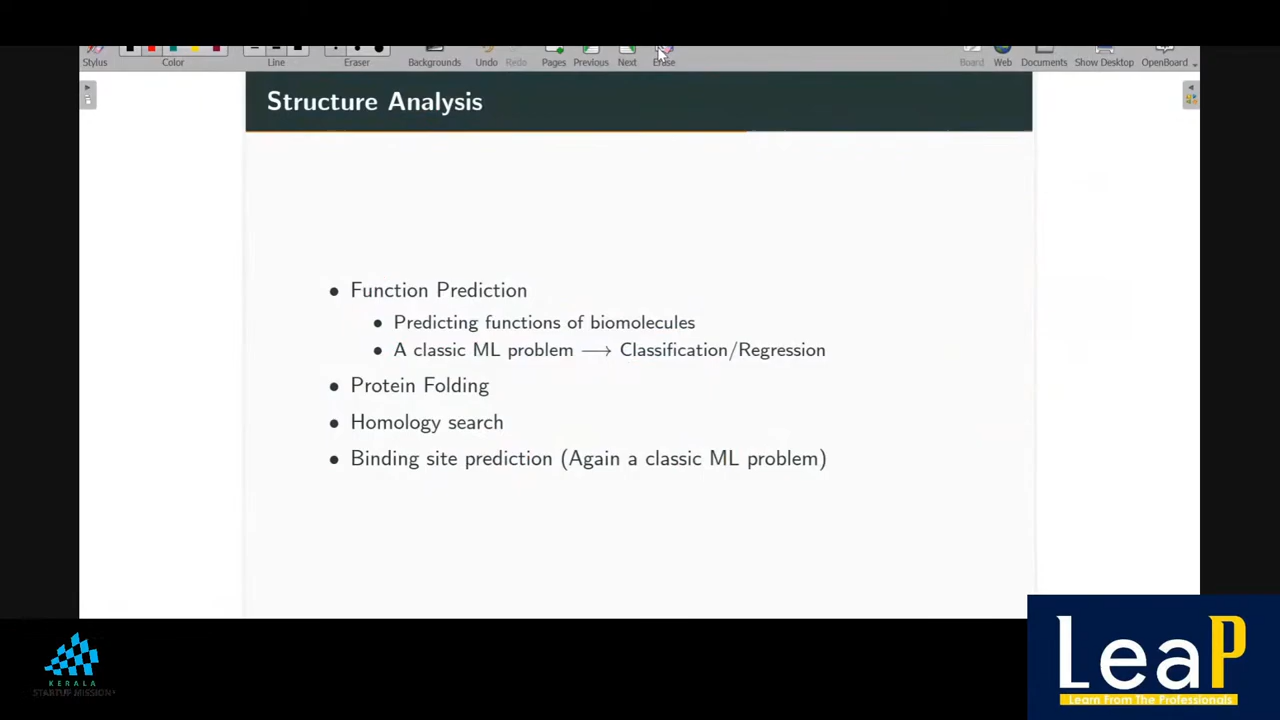 Stylus Color Line Eraser Backgrounds Undo Redo Pages Previous Next Erase Board Web Documents Show Desktop OpenBoard
Structure Analysis
• Function Prediction
• Predicting functions of biomolecules
• A classic ML problem ⟶ Classification/Regression
• Protein Folding
• Homology search
• Binding site prediction (Again a classic ML problem)
KERALA
STARTUP MISSION
LeaP
Learn From The Professionals